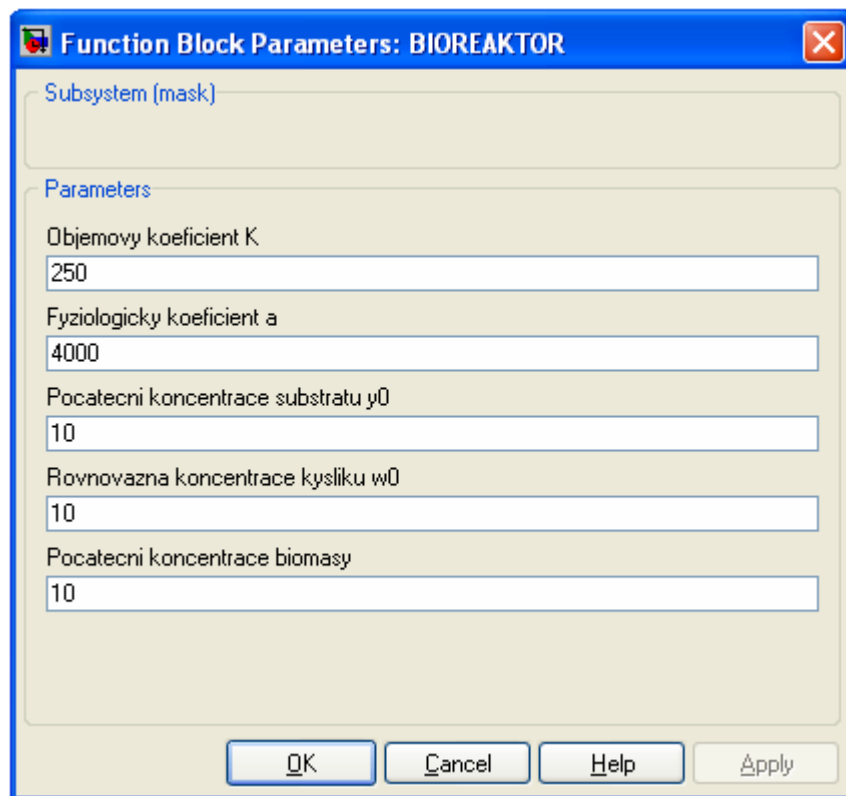 Function Block Parameters: BIOREAKTOR
Subsystem (mask)
Parameters
Objemovy koeficient K
250
Fyziologicky koeficient a
4000
Pocatecni koncentrace substratu y0
10
Rovnovazna koncentrace kysliku w0
10
Pocatecni koncentrace biomasy
10
OK Cancel Help Apply